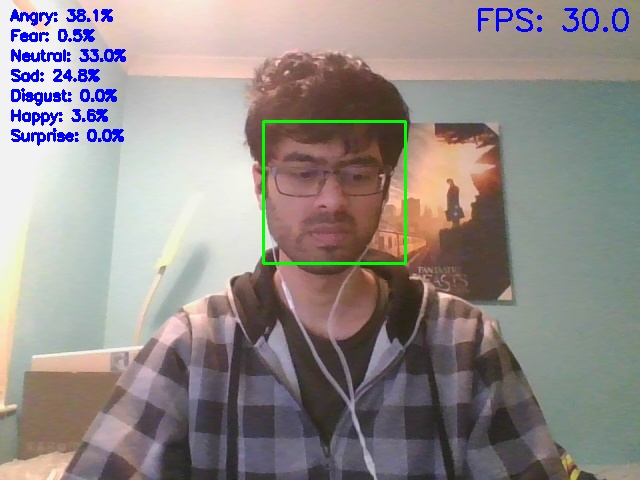 Angry: 38.1%
Fear: 0.5%
Neutral: 33.0%
Sad: 24.8%
Disgust: 0.0%
Happy: 3.6%
Surprise: 0.0%
FPS: 30.0
FANTASTIC
BEASTS